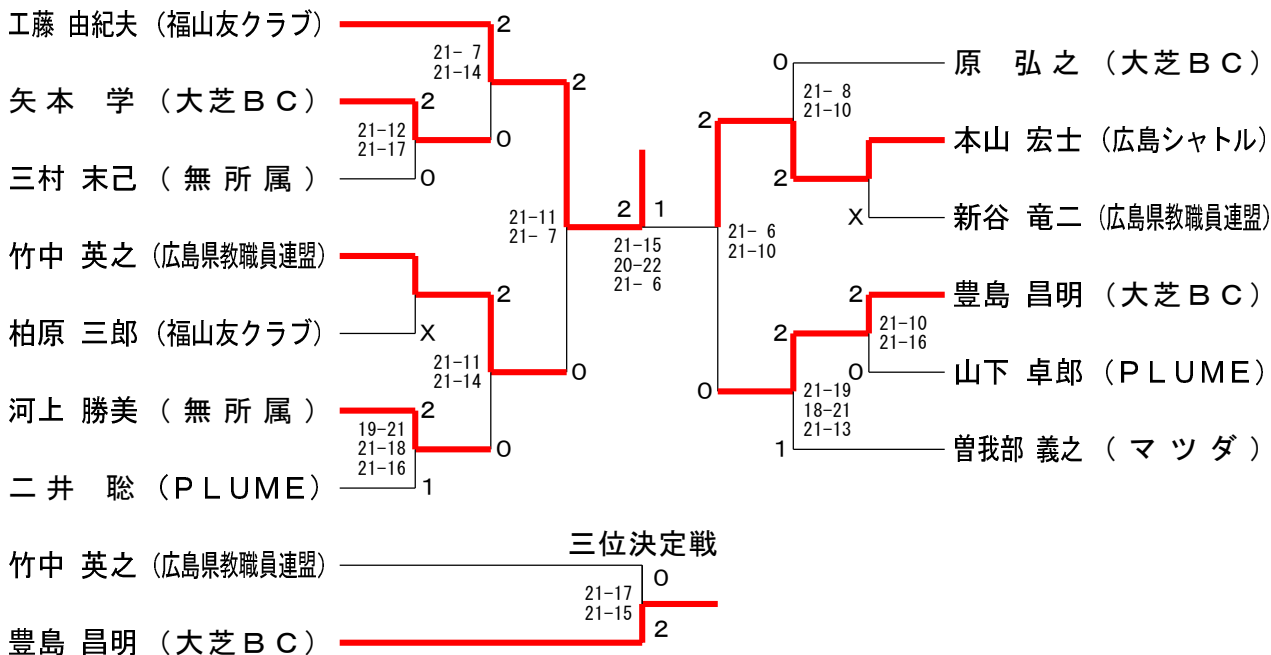 工藤 由紀夫 (福山友クラブ)
2
21- 7
21-14
矢本 学 (大芝ＢＣ)
2
21-12
21-17
0
三村 末己 (無所属)
0
2
21-11
21- 7
竹中 英之 (広島県教職員連盟)
2
柏原 三郎 (福山友クラブ)
X
21-11
21-14
0
河上 勝美 (無所属)
2
19-21
21-18
21-16
0
二井 聡 (ＰＬＵＭＥ)
1
2 1
21-15
20-22
21- 6
0
原 弘之 (大芝ＢＣ)
21- 8
21-10
2
本山 宏士 (広島シャトル)
2
X
新谷 竜二 (広島県教職員連盟)
21- 6
21-10
2
豊島 昌明 (大芝ＢＣ)
2
21-10
21-16
0
山下 卓郎 (ＰＬＵＭＥ)
0
21-19
18-21
21-13
1
曽我部 義之 (マツダ)
三位決定戦
竹中 英之 (広島県教職員連盟)
0
21-17
21-15
2
豊島 昌明 (大芝ＢＣ)